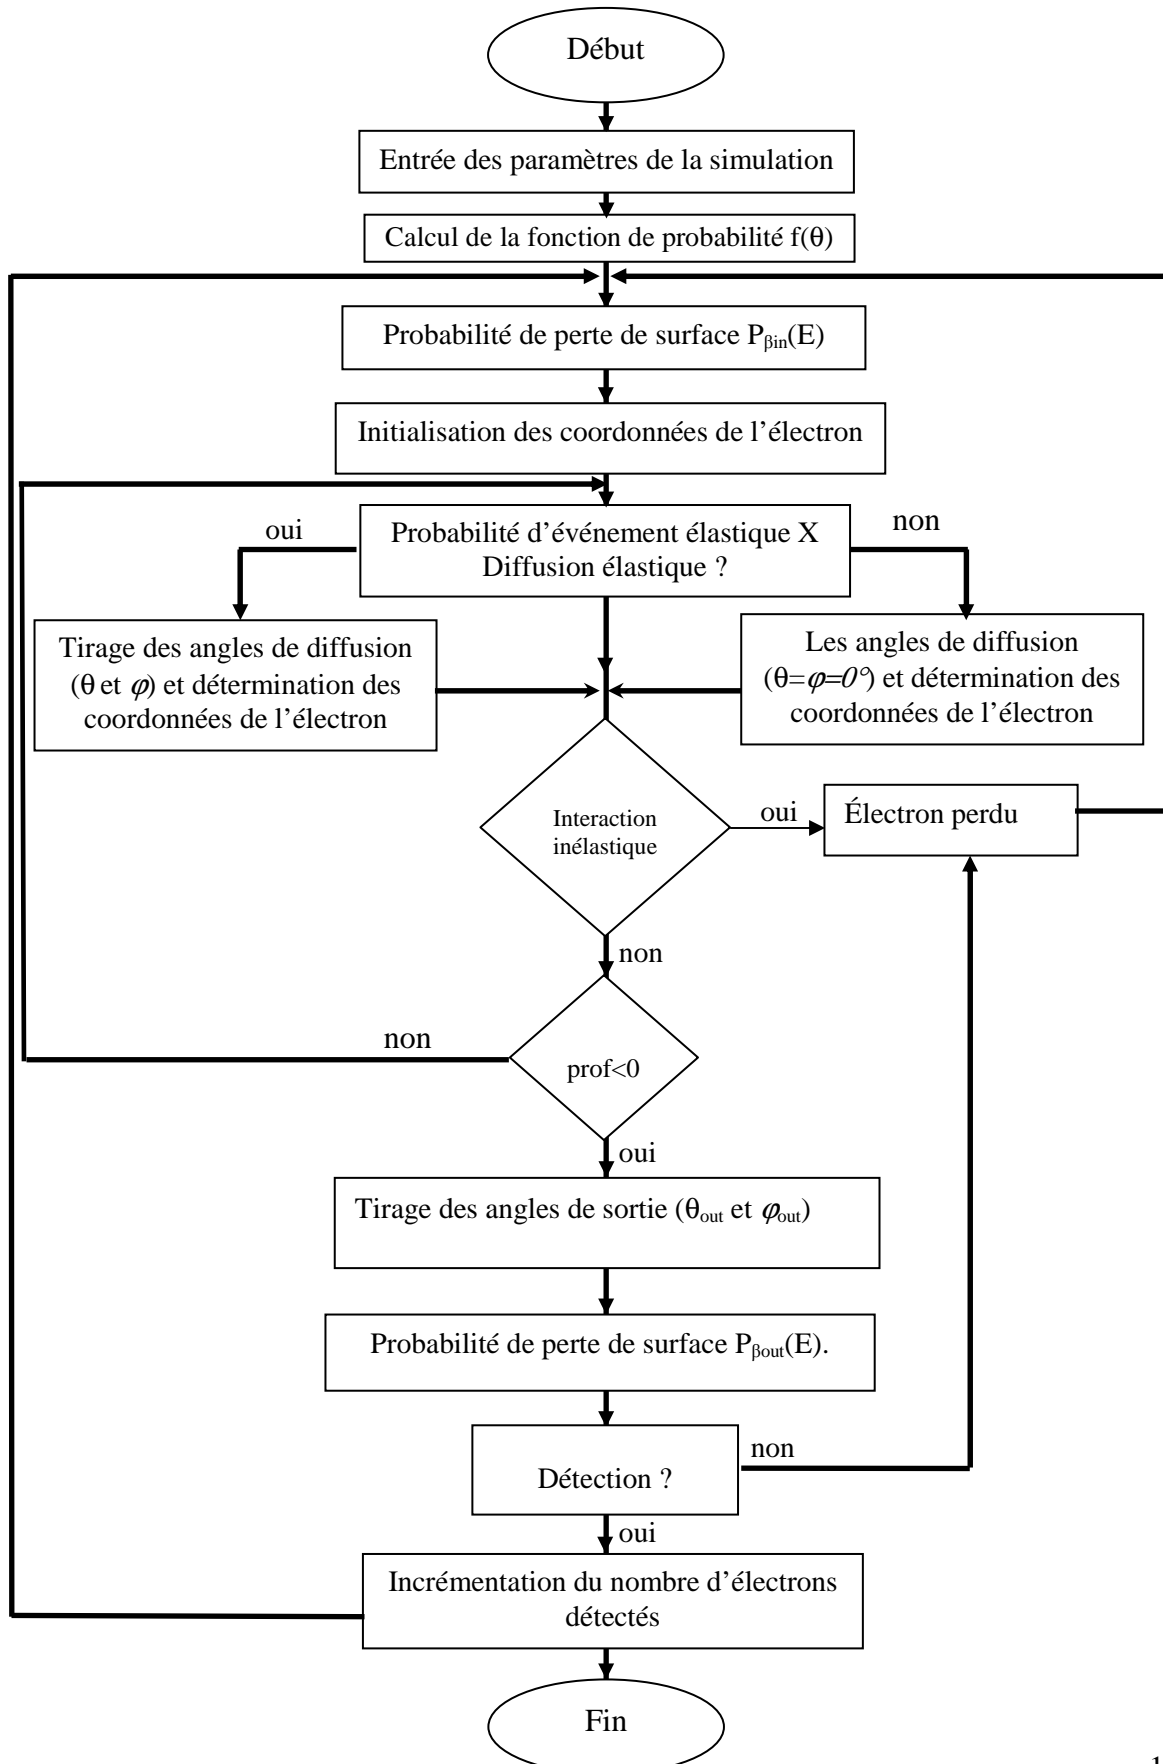 Début
Entrée des paramètres de la simulation
Calcul de la fonction de probabilité f(θ)
Probabilité de perte de surface Pβin(E)
Initialisation des coordonnées de l’électron
oui
Probabilité d’événement élastique X
Diffusion élastique ?
non
Tirage des angles de diffusion
(θ et φ) et détermination des
coordonnées de l’électron
Les angles de diffusion
(θ=φ=0°) et détermination des
coordonnées de l’électron
Interaction
inélastique
oui
Électron perdu
non
non
prof<0
oui
Tirage des angles de sortie (θout et φout)
Probabilité de perte de surface Pβout(E).
Détection ?
non
oui
Incrémentation du nombre d’électrons
détectés
Fin
1